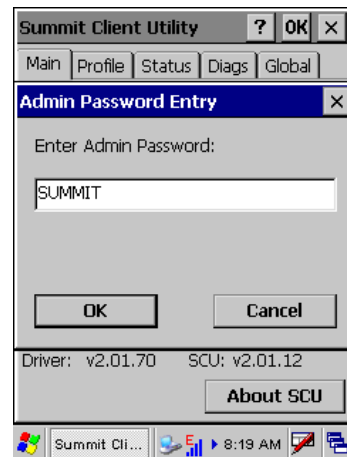 Summit Client Utility ? OK ×
Main Profile Status Diags Global
Admin Password Entry ×
Enter Admin Password:
SUMMIT
OK Cancel
Driver: v2.01.70 SCU: v2.01.12
About SCU
Summit Cli... 8:19 AM